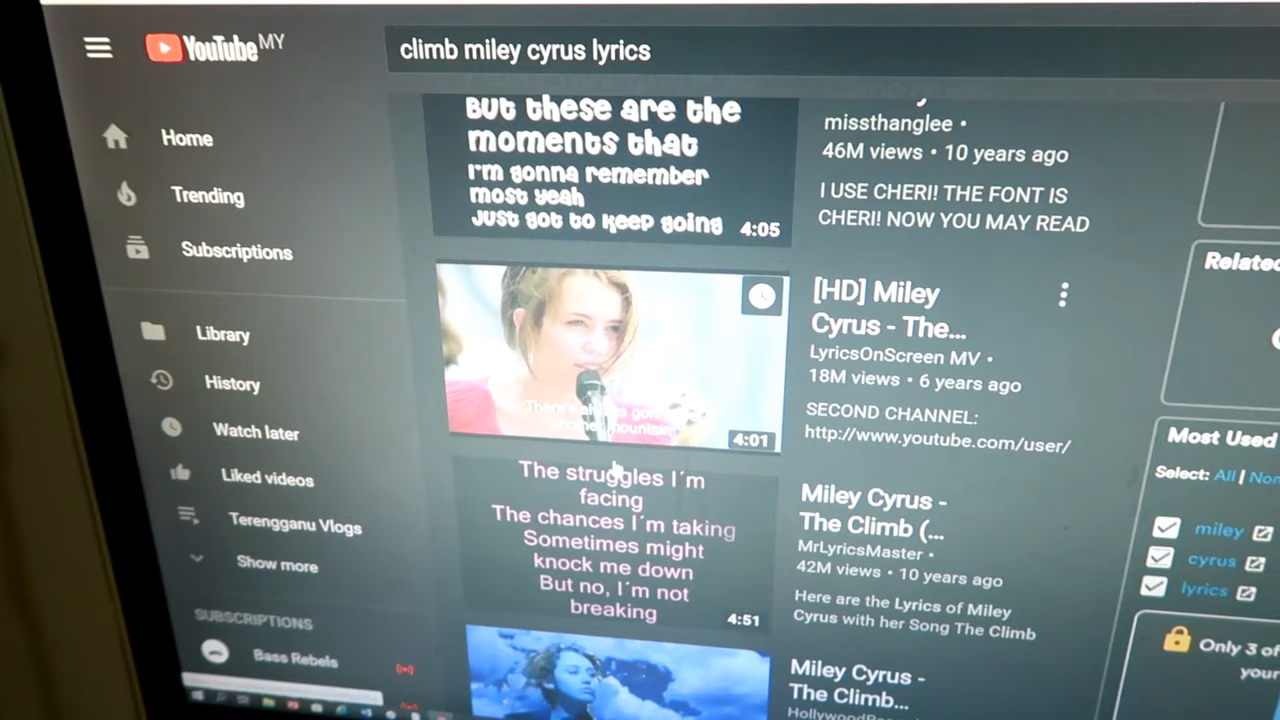 YouTube MY
climb miley cyrus lyrics
Home
Trending
Subscriptions
Library
History
Watch later
Liked videos
Terengganu Vlogs
Show more
SUBSCRIPTIONS
Bass Rebels
But these are the
moments that
I'm gonna remember
most yeah
Just got to keep going
4:05
missthanglee •
46M views • 10 years ago
I USE CHERI! THE FONT IS
CHERI! NOW YOU MAY READ
There's always gonna
another mountain
4:01
[HD] Miley
Cyrus - The...
LyricsOnScreen MV •
18M views • 6 years ago
SECOND CHANNEL:
http://www.youtube.com/user/
The struggles I´m
facing
The chances I´m taking
Sometimes might
knock me down
But no, I´m not
breaking
4:51
Miley Cyrus -
The Climb (...
MrLyricsMaster •
42M views • 10 years ago
Here are the Lyrics of Miley
Cyrus with her Song The Climb
Miley Cyrus -
The Climb...
Related
Most Used
Select: All |
miley
cyrus
lyrics
Only 3 of
your